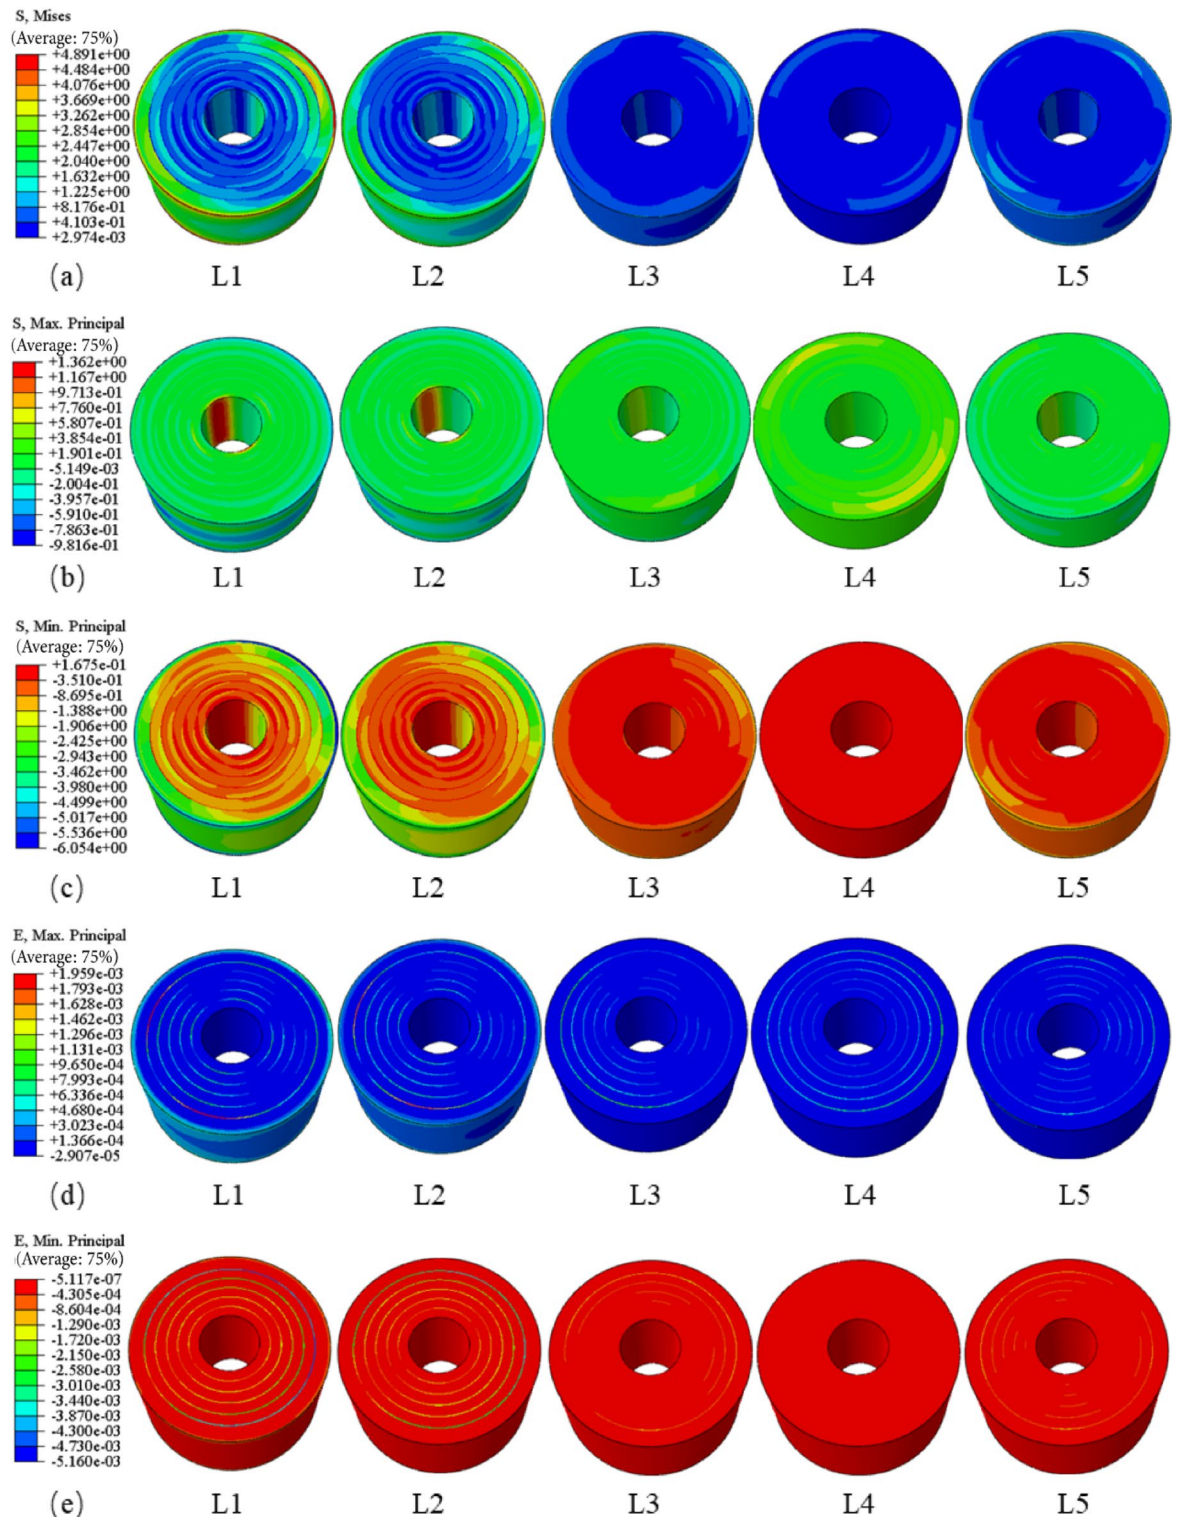 S, Mises
(Average: 75%)
+4.891e+00
+4.484e+00
+4.076e+00
+3.669e+00
+3.262e+00
+2.854e+00
+2.447e+00
+2.040e+00
+1.632e+00
+1.225e+00
+8.176e-01
+4.103e-01
+2.974e-03
(a) L1 L2 L3 L4 L5
S, Max. Principal
(Average: 75%)
+1.362e+00
+1.167e+00
+9.713e-01
+7.760e-01
+5.807e-01
+3.854e-01
+1.901e-01
-5.149e-03
-2.004e-01
-3.957e-01
-5.910e-01
-7.863e-01
-9.816e-01
(b) L1 L2 L3 L4 L5
S, Min. Principal
(Average: 75%)
+1.675e-01
-3.510e-01
-8.695e-01
-1.388e+00
-1.906e+00
-2.425e+00
-2.943e+00
-3.462e+00
-3.980e+00
-4.499e+00
-5.017e+00
-5.536e+00
-6.054e+00
(c) L1 L2 L3 L4 L5
E, Max. Principal
(Average: 75%)
+1.959e-03
+1.793e-03
+1.628e-03
+1.462e-03
+1.296e-03
+1.131e-03
+9.650e-04
+7.993e-04
+6.336e-04
+4.680e-04
+3.023e-04
+1.366e-04
-2.907e-05
(d) L1 L2 L3 L4 L5
E, Min. Principal
(Average: 75%)
-5.117e-07
-4.305e-04
-8.604e-04
-1.290e-03
-1.720e-03
-2.150e-03
-2.580e-03
-3.010e-03
-3.440e-03
-3.870e-03
-4.300e-03
-4.730e-03
-5.160e-03
(e) L1 L2 L3 L4 L5